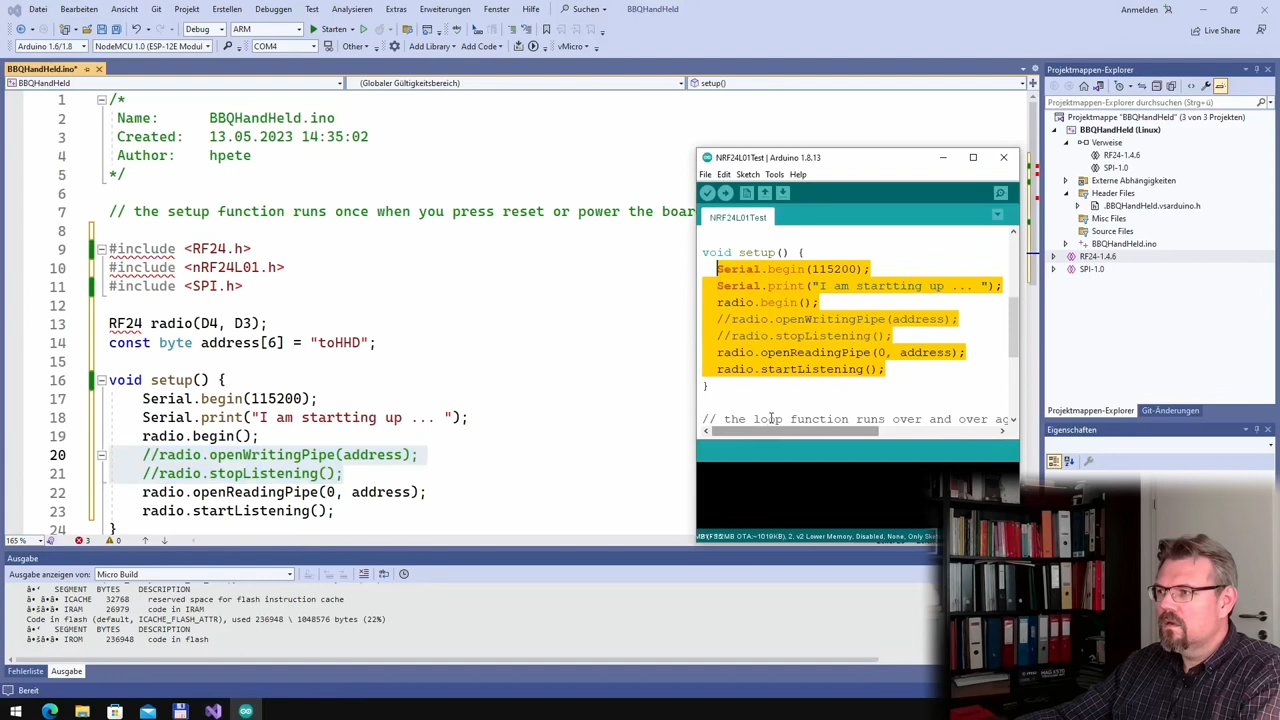 Datei Bearbeiten Ansicht Git Projekt Erstellen Debuggen Test Analysieren Extras Erweiterungen Fenster Hilfe Suchen BBQHandHeld Anmelden
Debug ARM Starten Live Share
Arduino 1.6/1.8 NodeMCU 1.0 (ESP-12E Modul) COM4 Other Add Library Add Code vMicro
BBQHandHeld.ino*
BBQHandHeld (Globaler Gültigkeitsbereich) setup()
1 /*
2 Name: BBQHandHeld.ino
3 Created: 13.05.2023 14:35:02
4 Author: hpete
5 */
6
7 // the setup function runs once when you press reset or power the boar
8
9 #include <RF24.h>
10 #include <nRF24L01.h>
11 #include <SPI.h>
12
13 RF24 radio(D4, D3);
14 const byte address[6] = "toHHD";
15
16 void setup() {
17 Serial.begin(115200);
18 Serial.print("I am startting up ... ");
19 radio.begin();
20 //radio.openWritingPipe(address);
21 //radio.stopListening();
22 radio.openReadingPipe(0, address);
23 radio.startListening();
24 }
165 % 3 0
NRF24L01Test | Arduino 1.8.13
File Edit Sketch Tools Help
NRF24L01Test
void setup() {
Serial.begin(115200);
Serial.print("I am startting up ... ");
radio.begin();
//radio.openWritingPipe(address);
//radio.stopListening();
radio.openReadingPipe(0, address);
radio.startListening();
}
// the loop function runs over and over ag
OTA:~1019KB), 2, v2 Lower Memory, Disabled, None, Only Sk
Projektmappen-Explorer
Projektmappen-Explorer durchsuchen (Strg+ü)
Projektmappe "BBQHandHeld" (3 von 3 Projekten)
BBQHandHeld (Linux)
Verweise
RF24-1.4.6
SPI-1.0
Externe Abhängigkeiten
Header Files
.BBQHandHeld.vsarduino.h
Misc Files
Source Files
BBQHandHeld.ino
RF24-1.4.6
SPI-1.0
Projektmappen-Explorer Git-Änderungen
Eigenschaften
Ausgabe
Ausgabe anzeigen von: Micro Build
SEGMENT BYTES DESCRIPTION
ICACHE 32768 reserved space for flash instruction cache
IRAM 26979 code in IRAM
Code in flash (default, ICACHE_FLASH_ATTR), used 236948 \ 1048576 bytes (22%)
SEGMENT BYTES DESCRIPTION
IROM 236948 code in flash
Fehlerliste Ausgabe
Bereit